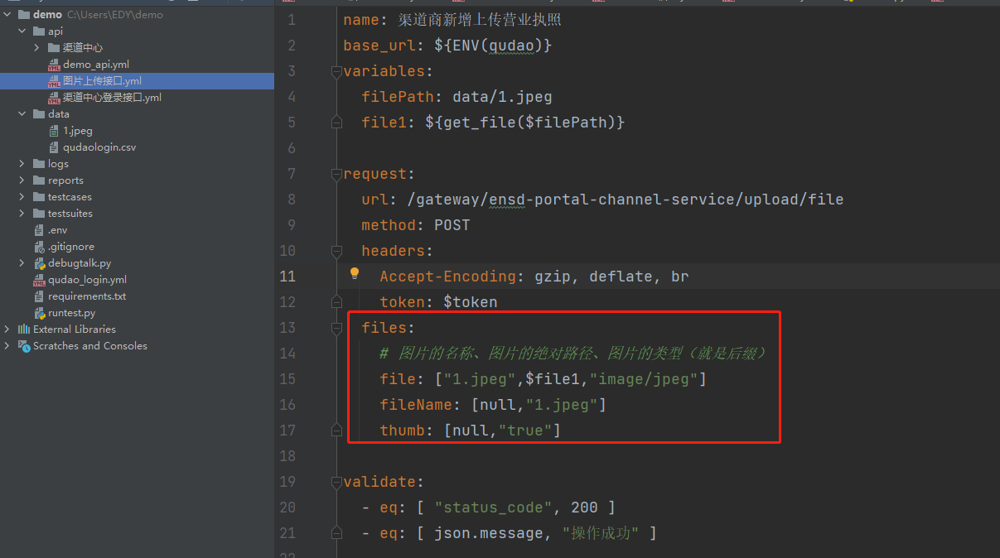 demo C:\Users\EDY\demo
api
渠道中心
demo_api.yml
图片上传接口.yml
渠道中心登录接口.yml
data
1.jpeg
qudaologin.csv
logs
reports
testcases
testsuites
.env
.gitignore
debugtalk.py
qudao_login.yml
requirements.txt
runtest.py
External Libraries
Scratches and Consoles
1 name: 渠道商新增上传营业执照
2 base_url: ${ENV(qudao)}
3 variables:
4 filePath: data/1.jpeg
5 file1: ${get_file($filePath)}
6
7 request:
8 url: /gateway/ensd-portal-channel-service/upload/file
9 method: POST
10 headers:
11 Accept-Encoding: gzip, deflate, br
12 token: $token
13 files:
14 # 图片的名称、图片的绝对路径、图片的类型（就是后缀）
15 file: ["1.jpeg",$file1,"image/jpeg"]
16 fileName: [null,"1.jpeg"]
17 thumb: [null,"true"]
18
19 validate:
20 - eq: [ "status_code", 200 ]
21 - eq: [ json.message, "操作成功" ]